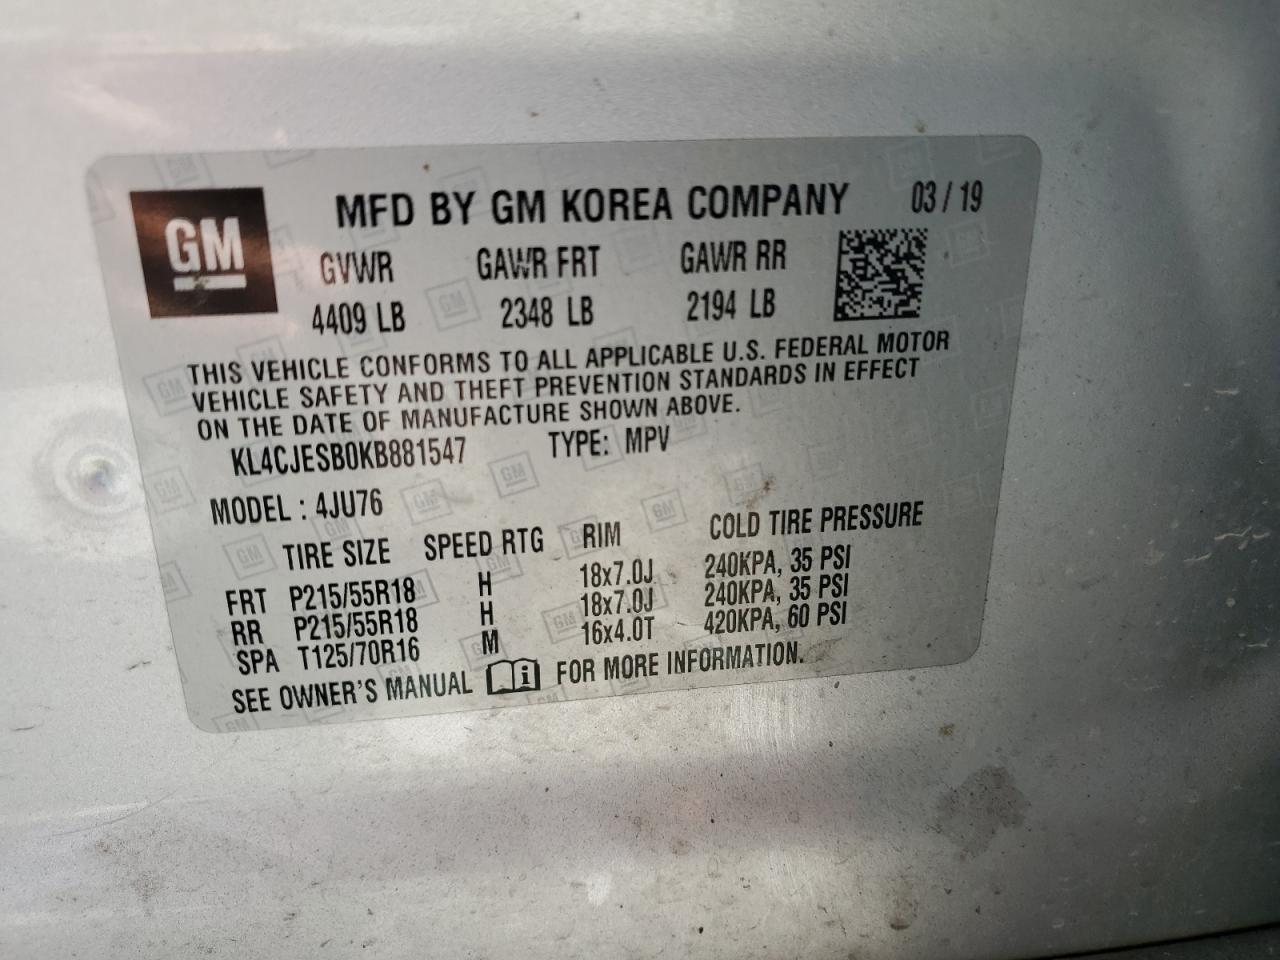 GM MFD BY GM KOREA COMPANY 03 / 19
GVWR GAWR FRT GAWR RR
4409 LB 2348 LB 2194 LB
THIS VEHICLE CONFORMS TO ALL APPLICABLE U.S. FEDERAL MOTOR
VEHICLE SAFETY AND THEFT PREVENTION STANDARDS IN EFFECT
ON THE DATE OF MANUFACTURE SHOWN ABOVE.
KL4CJESB0KB881547 TYPE: MPV
MODEL : 4JU76
TIRE SIZE SPEED RTG RIM COLD TIRE PRESSURE
FRT P215/55R18 H 18x7.0J 240KPA, 35 PSI
RR P215/55R18 H 18x7.0J 240KPA, 35 PSI
SPA T125/70R16 M 16x4.0T 420KPA, 60 PSI
SEE OWNER'S MANUAL i FOR MORE INFORMATION.